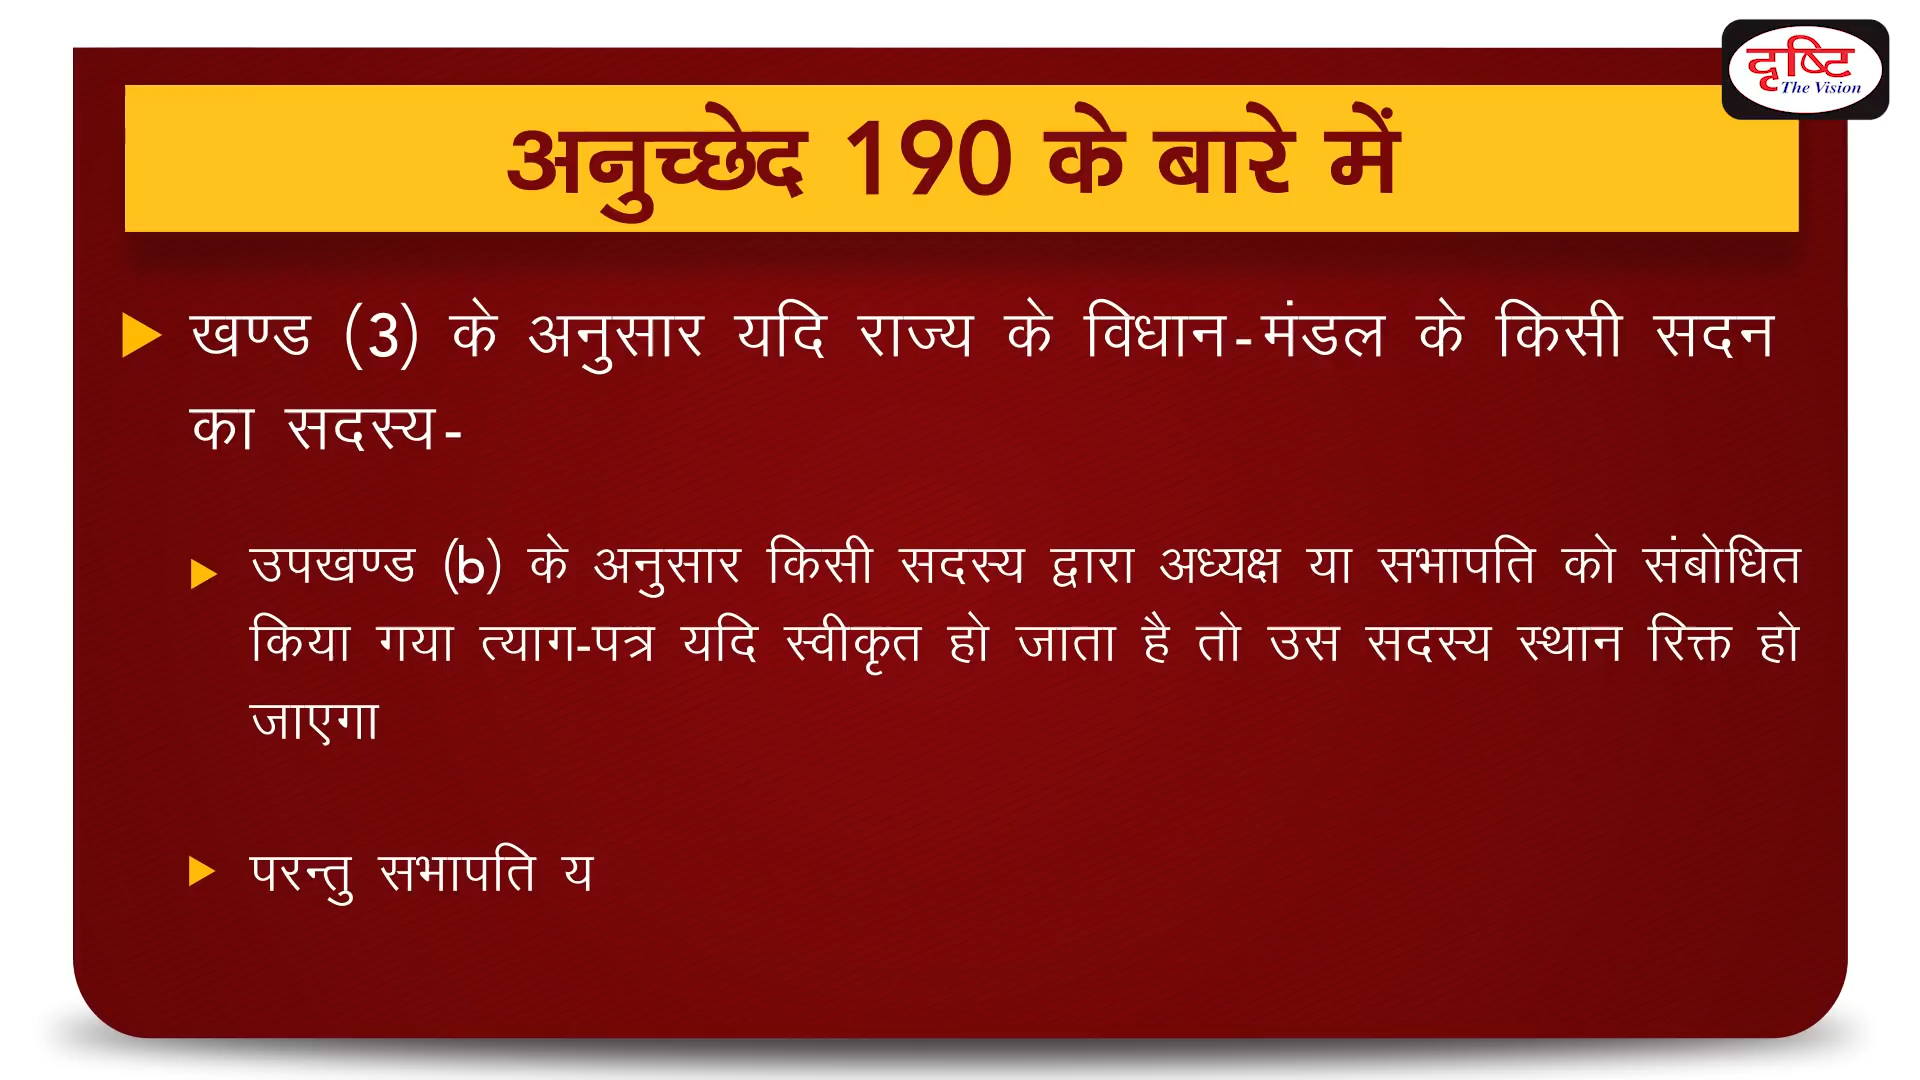 दृष्टि
The Vision
अनुच्छेद 190 के बारे में
खण्ड (3) के अनुसार यदि राज्य के विधान-मंडल के किसी सदन
का सदस्य-
उपखण्ड (b) के अनुसार किसी सदस्य द्वारा अध्यक्ष या सभापति को संबोधित
किया गया त्याग-पत्र यदि स्वीकृत हो जाता है तो उस सदस्य स्थान रिक्त हो
जाएगा
परन्तु सभापति य